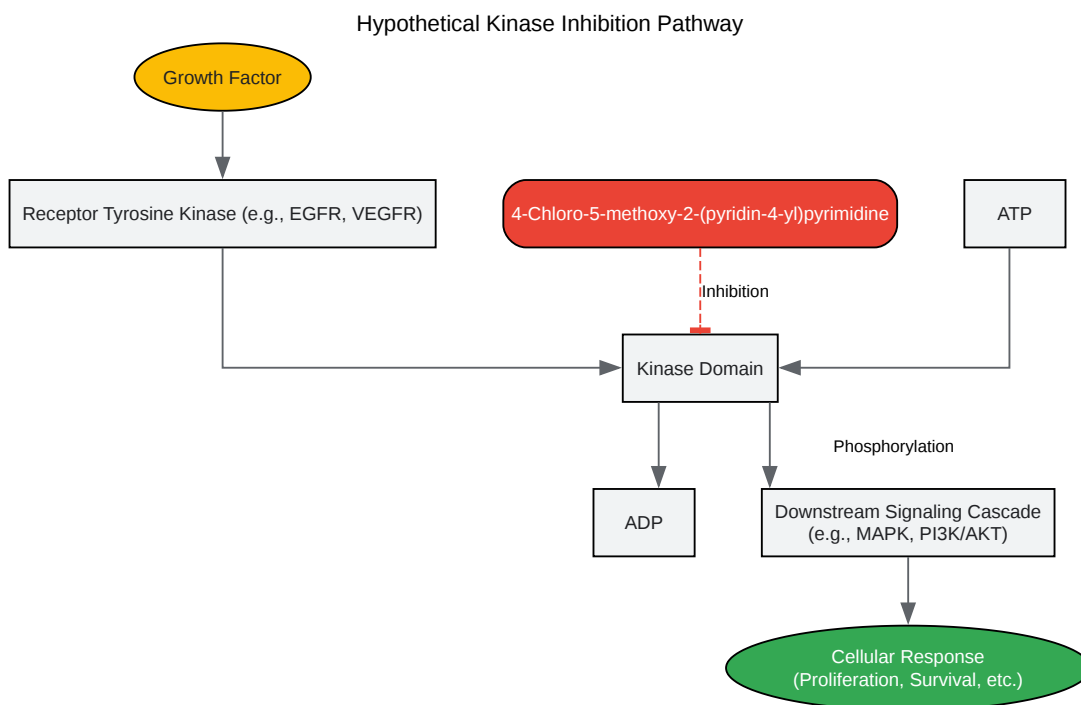 Hypothetical Kinase Inhibition Pathway
Growth Factor
Receptor Tyrosine Kinase (e.g., EGFR, VEGFR)
4-Chloro-5-methoxy-2-(pyridin-4-yl)pyrimidine
ATP
Inhibition
Kinase Domain
Phosphorylation
ADP
Downstream Signaling Cascade
(e.g., MAPK, PI3K/AKT)
Cellular Response
(Proliferation, Survival, etc.)